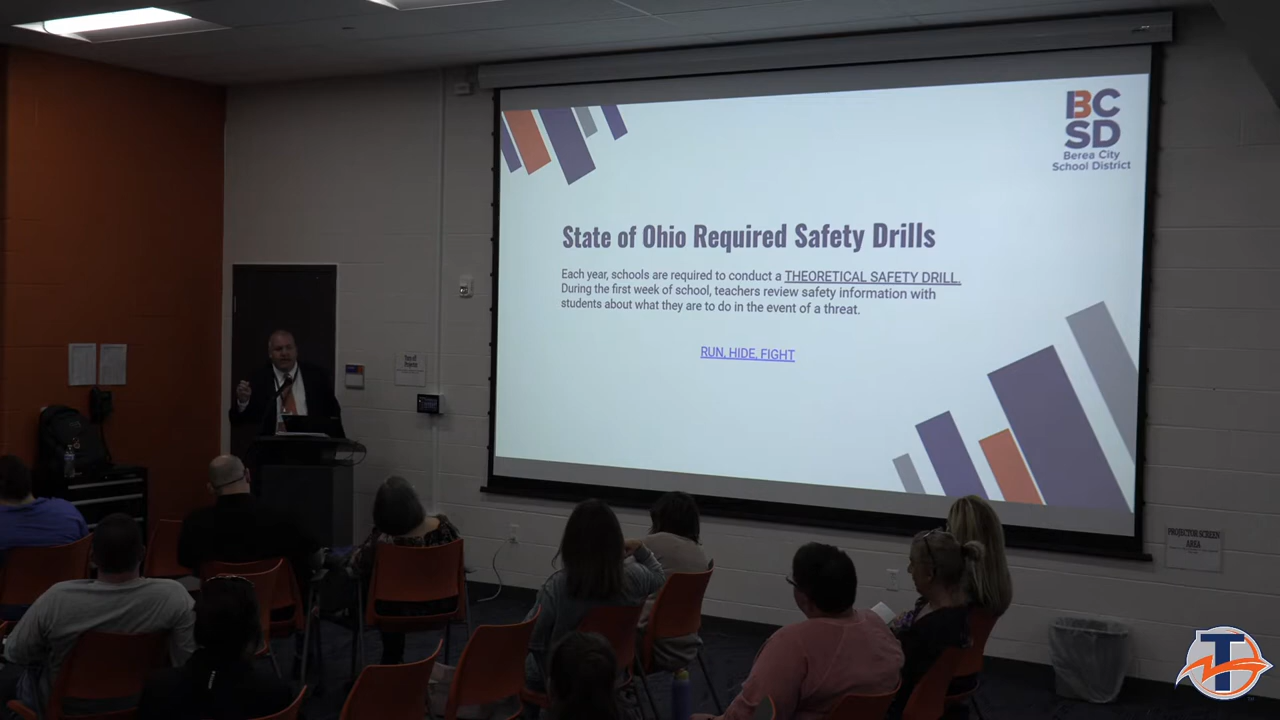 BC
SD
Berea City
School District
State of Ohio Required Safety Drills
Each year, schools are required to conduct a THEORETICAL SAFETY DRILL.
During the first week of school, teachers review safety information with
students about what they are to do in the event of a threat.
RUN, HIDE, FIGHT
PROJECTOR SCREEN
AREA
T